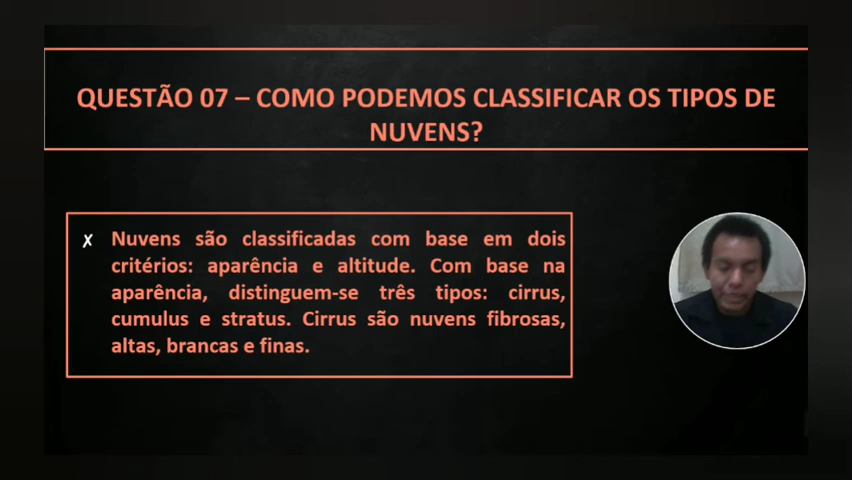 QUESTÃO 07 – COMO PODEMOS CLASSIFICAR OS TIPOS DE
NUVENS?
✗ Nuvens são classificadas com base em dois
critérios: aparência e altitude. Com base na
aparência, distinguem-se três tipos: cirrus,
cumulus e stratus. Cirrus são nuvens fibrosas,
altas, brancas e finas.